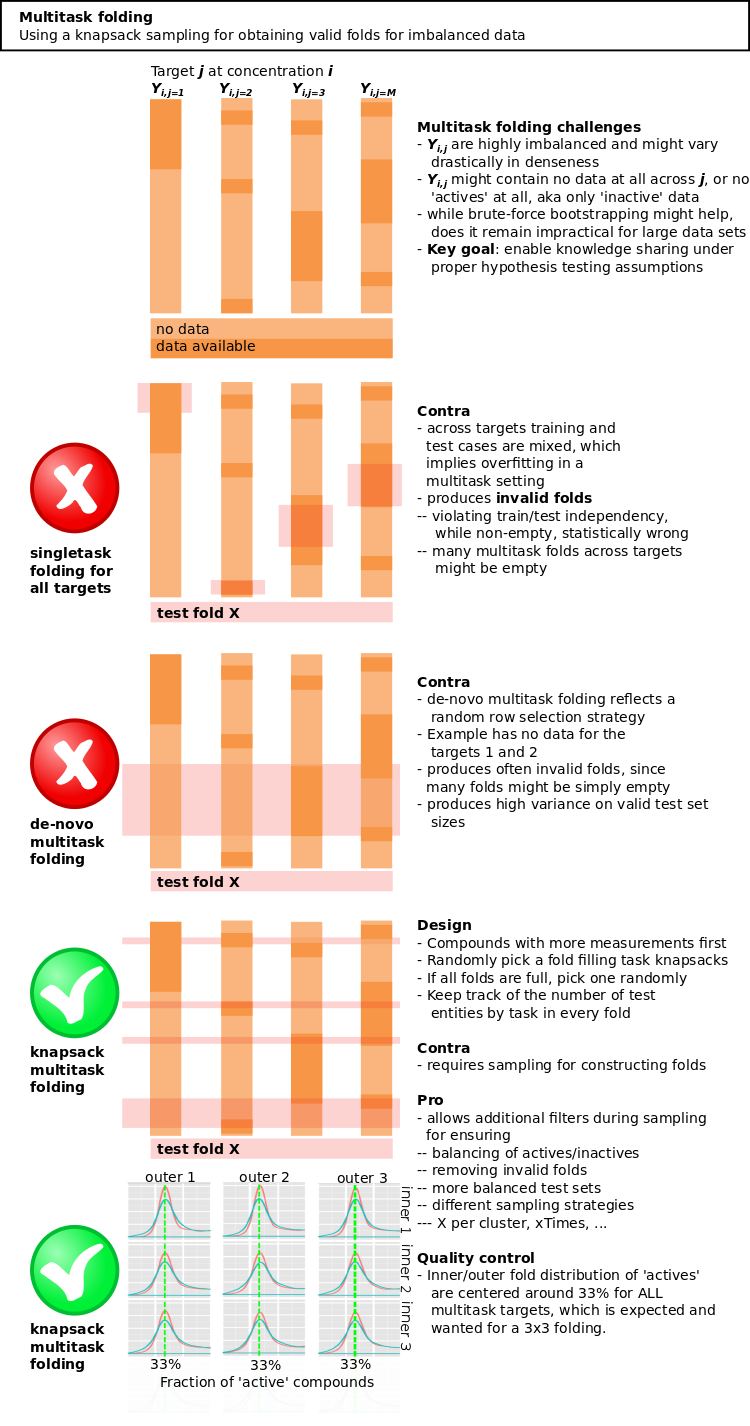 Multitask folding
Using a knapsack sampling for obtaining valid folds for imbalanced data
Target j at concentration i
Yi,j=1 Yi,j=2 Yi,j=3 Yi,j=M
no data
data available
Multitask folding challenges
- Yi,j are highly imbalanced and might vary
drastically in denseness
- Yi,j might contain no data at all across j, or no
'actives' at all, aka only 'inactive' data
- while brute-force bootstrapping might help,
does it remain impractical for large data sets
- Key goal: enable knowledge sharing under
proper hypothesis testing assumptions
singletask
folding for
all targets
test fold X
Contra
- across targets training and
test cases are mixed, which
implies overfitting in a
multitask setting
- produces invalid folds
-- violating train/test independency,
while non-empty, statistically wrong
-- many multitask folds across targets
might be empty
de-novo
multitask
folding
test fold X
Contra
- de-novo multitask folding reflects a
random row selection strategy
- Example has no data for the
targets 1 and 2
- produces often invalid folds, since
many folds might be simply empty
- produces high variance on valid test set
sizes
knapsack
multitask
folding
test fold X
Design
- Compounds with more measurements first
- Randomly pick a fold filling task knapsacks
- If all folds are full, pick one randomly
- Keep track of the number of test
entities by task in every fold
Contra
- requires sampling for constructing folds
Pro
- allows additional filters during sampling
for ensuring
-- balancing of actives/inactives
-- removing invalid folds
-- more balanced test sets
-- different sampling strategies
--- X per cluster, xTimes, ...
knapsack
multitask
folding
outer 1 outer 2 outer 3
inner 1
inner 2
inner 3
33% 33% 33%
Fraction of 'active' compounds
Quality control
- Inner/outer fold distribution of 'actives'
are centered around 33% for ALL
multitask targets, which is expected and
wanted for a 3x3 folding.